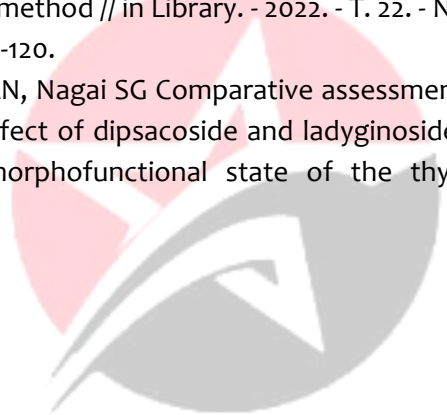 method // in Library. - 2022. - T. 22. - N
-120.
N, Nagai SG Comparative assessmen
fect of dipsacoside and ladyginoside
norphofunctional state of the thy